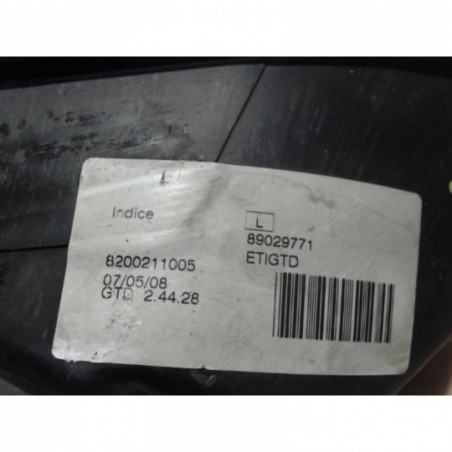 Indice
L
89029771
8200211005
ETIGTD
07/05/08
GTD 2.44.28